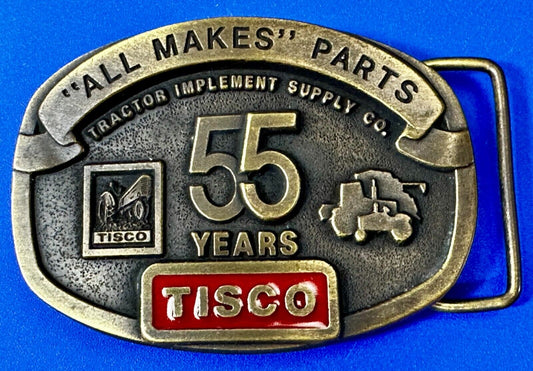 "ALL MAKES" PARTS
TRACTOR IMPLEMENT SUPPLY CO.
55
YEARS
TISCO
TISCO